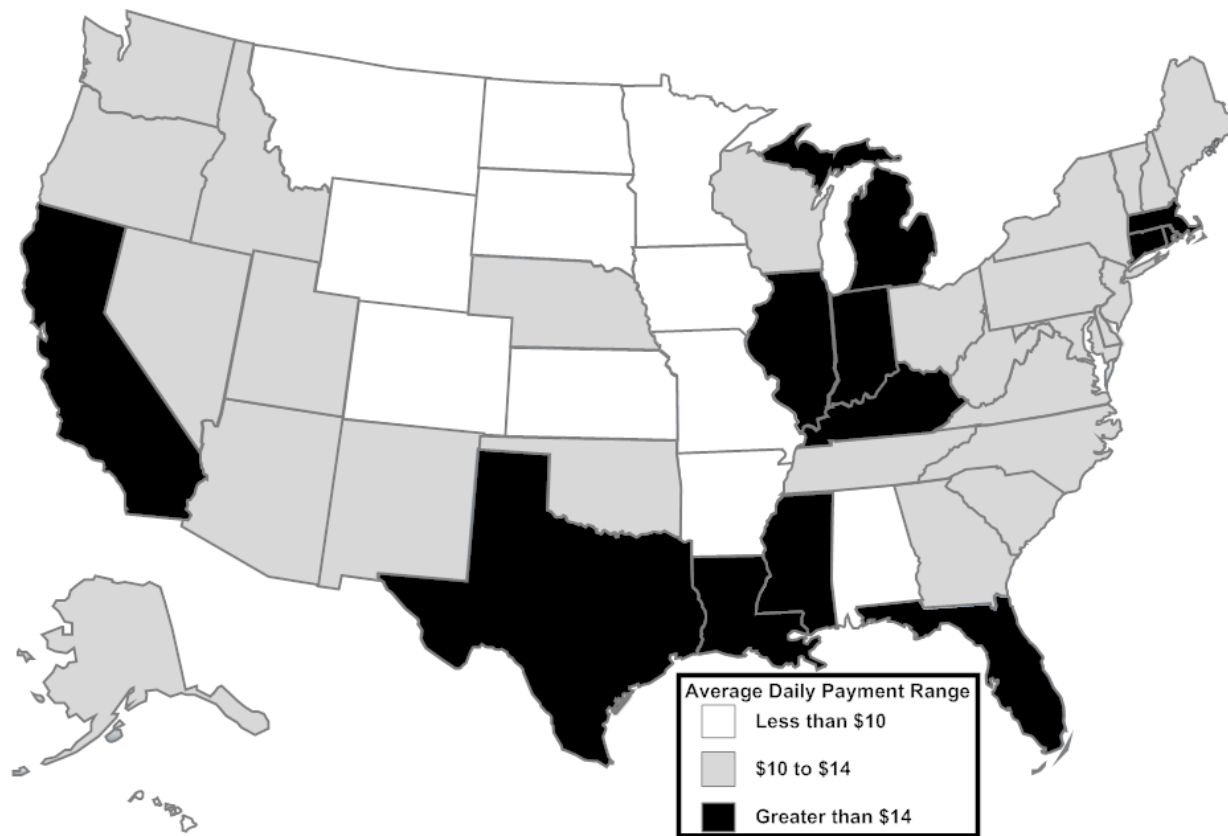 Average Daily Payment Range
Less than $10
$10 to $14
Greater than $14